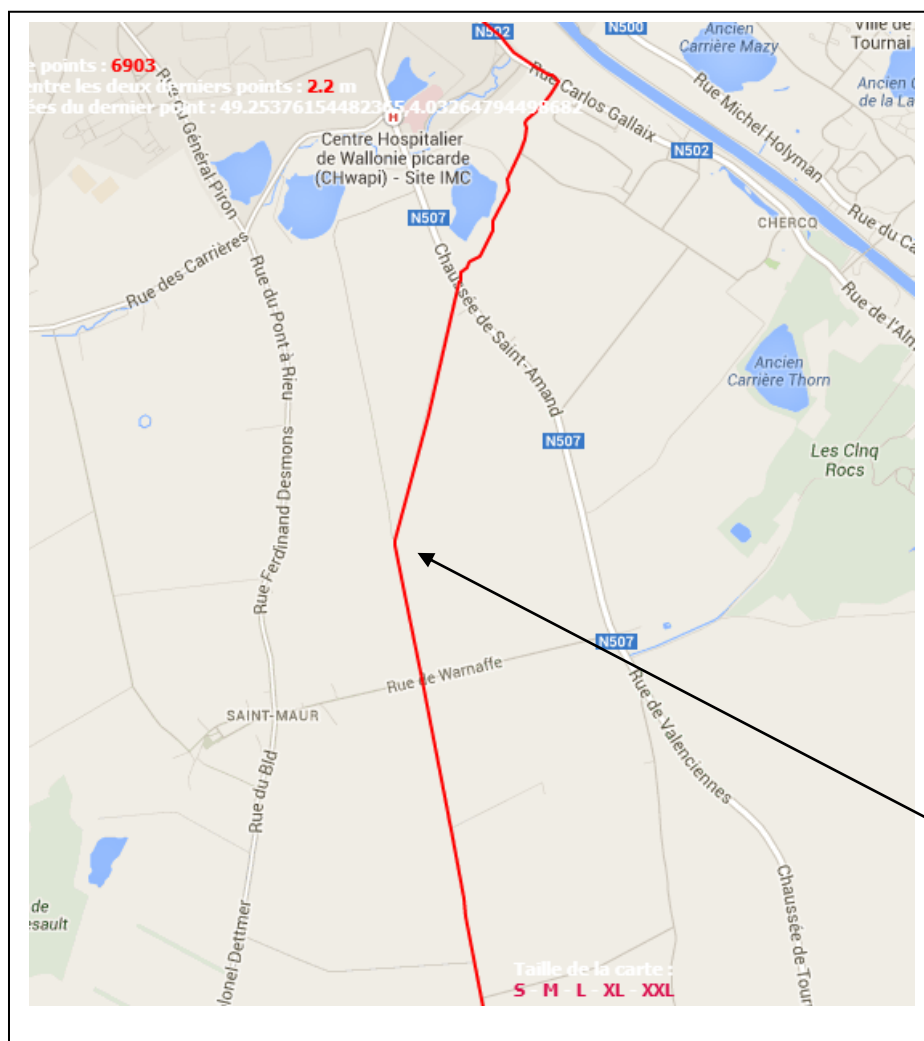 N502
N500
Ancien
Carrière Mazy
Ville de
Tournai
e points : 6903
entre les deux derniers points : 2.2 m
ées du dernier point : 49.25376154482365,4.03264794498682
Rue du Général Piron
Rue Carlos Gallaix
Rue Michel Holyman
Ancien C
de la La
H
Centre Hospitalier
de Wallonie picarde
(CHwapi) - Site IMC
N502
N507
CHERCQ
Rue du Ca
Rue des Carrières
Rue du Pont à Rieu
Chaussée de Saint-Amand
Rue de l'Alm
Ancien
Carrière Thorn
N507
Les Cinq
Rocs
Rue Ferdinand Desmons
N507
Rue de Warnaffe
SAINT-MAUR
Rue de Valenciennes
Rue du Bld
Chaussée de Tour
de
esault
olonel Dettmer
Taille de la carte :
S - M - L - XL - XXL